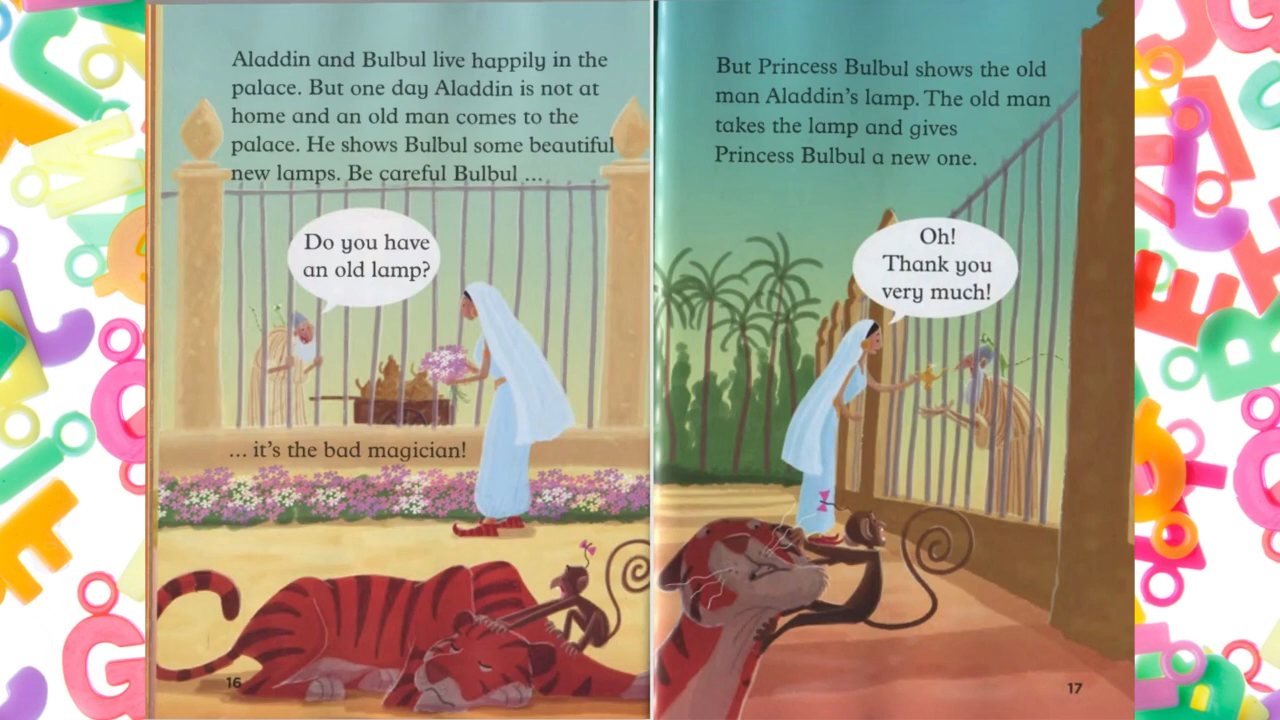 Aladdin and Bulbul live happily in the
palace. But one day Aladdin is not at
home and an old man comes to the
palace. He shows Bulbul some beautiful
new lamps. Be careful Bulbul ...
Do you have
an old lamp?
... it's the bad magician!
16
But Princess Bulbul shows the old
man Aladdin's lamp. The old man
takes the lamp and gives
Princess Bulbul a new one.
Oh!
Thank you
very much!
17